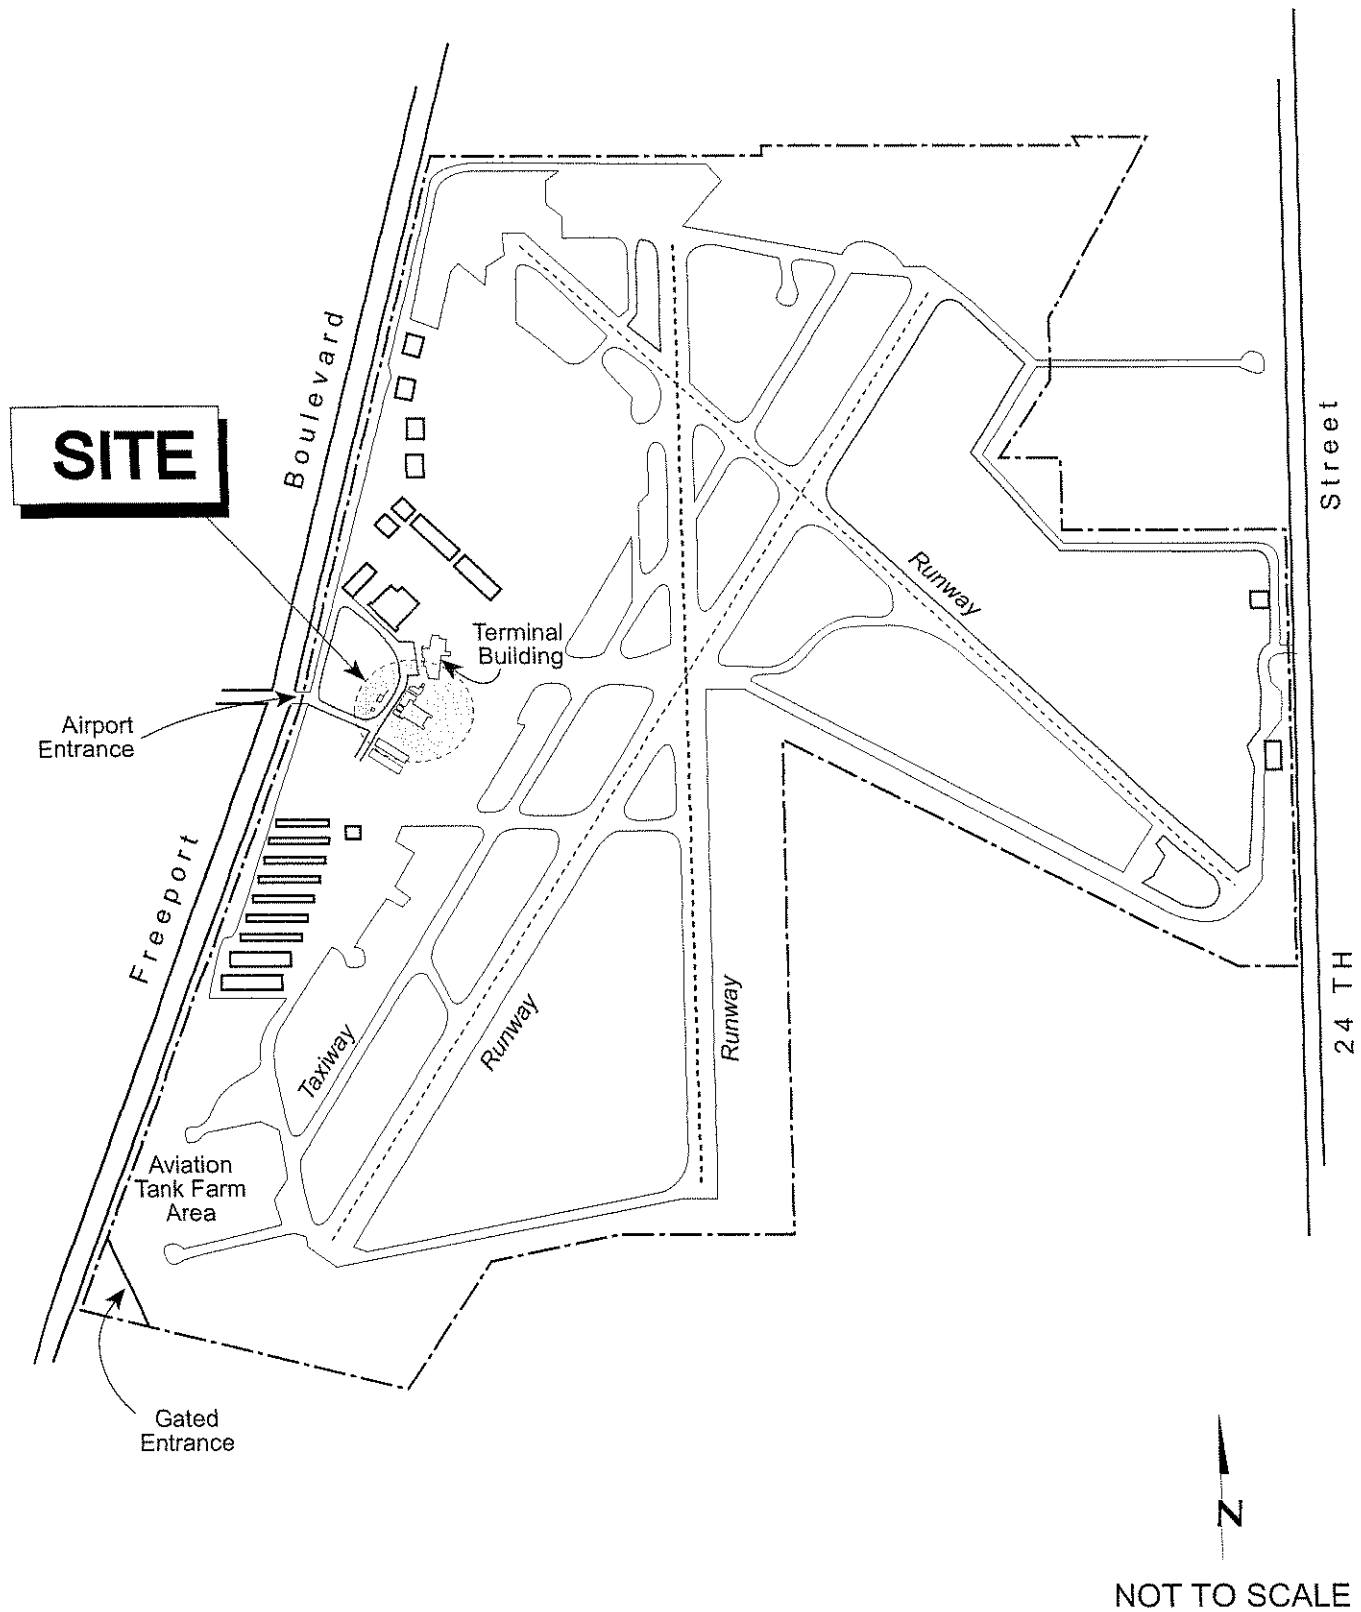 Boulevard
SITE
Street
Runway
Terminal
Building
Airport
Entrance
Freeport
24 TH
Runway
Runway
Taxiway
Aviation
Tank Farm
Area
Gated
Entrance
N
NOT TO SCALE